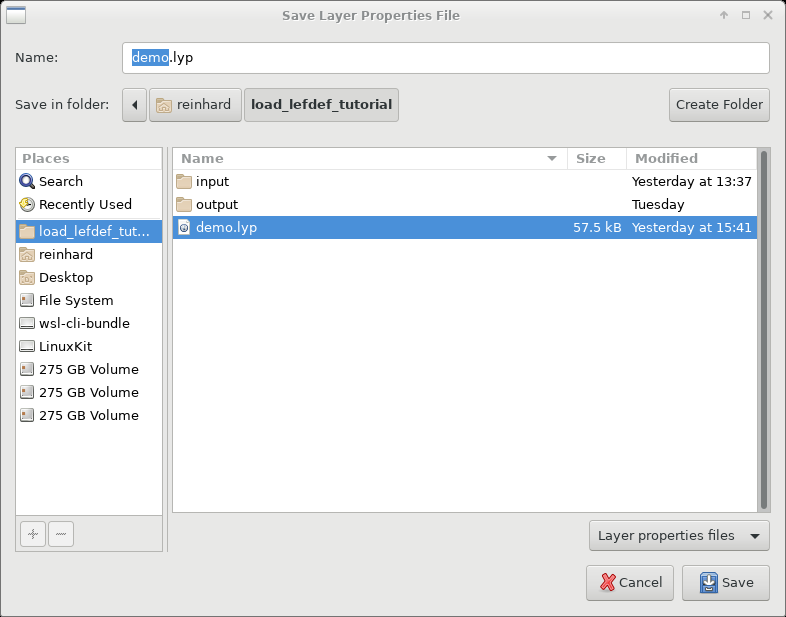 Save Layer Properties File
Name: demo.lyp
Save in folder: reinhard load_lefdef_tutorial Create Folder
Places
Search
Recently Used
load_lefdef_tut...
reinhard
Desktop
File System
wsl-cli-bundle
LinuxKit
275 GB Volume
275 GB Volume
275 GB Volume
Name Size Modified
input Yesterday at 13:37
output Tuesday
demo.lyp 57.5 kB Yesterday at 15:41
Layer properties files
Cancel Save